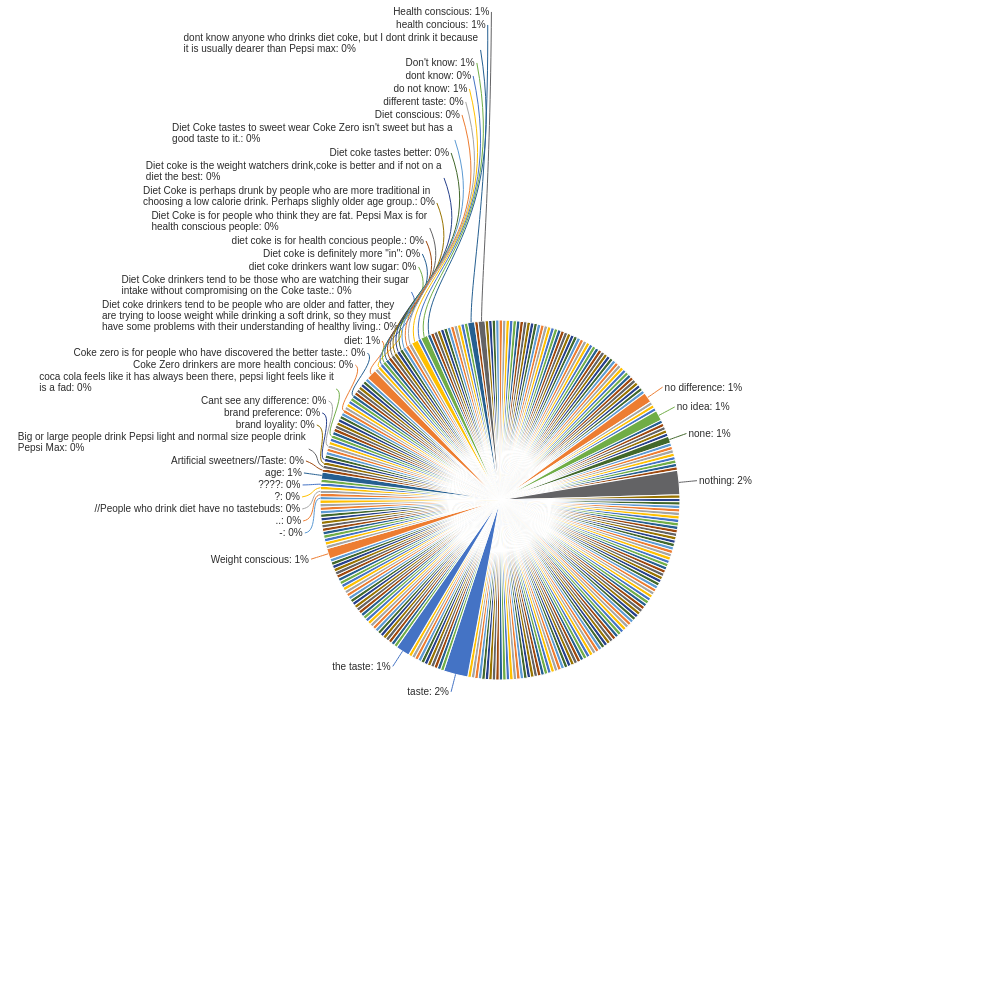 Health conscious: 1%
health concious: 1%
dont know anyone who drinks diet coke, but I dont drink it because
it is usually dearer than Pepsi max: 0%
Don't know: 1%
dont know: 0%
do not know: 1%
different taste: 0%
Diet conscious: 0%
Diet Coke tastes to sweet wear Coke Zero isn't sweet but has a
good taste to it.: 0%
Diet coke tastes better: 0%
Diet coke is the weight watchers drink,coke is better and if not on a
diet the best: 0%
Diet Coke is perhaps drunk by people who are more traditional in
choosing a low calorie drink. Perhaps slighly older age group.: 0%
Diet Coke is for people who think they are fat. Pepsi Max is for
health conscious people: 0%
diet coke is for health concious people.: 0%
Diet Coke is definitely more "in": 0%
diet coke drinkers want low sugar: 0%
Diet Coke drinkers tend to be those who are watching their sugar
intake without compromising on the Coke taste.: 0%
Diet coke drinkers tend to be people who are older and fatter, they
are trying to loose weight while drinking a soft drink, so they must
have some problems with their understanding of healthy living.: 0%
diet: 1%
Coke zero is for people who have discovered the better taste.: 0%
Coke Zero drinkers are more health concious: 0%
coca cola feels like it has always been there, pepsi light feels like it
is a fad: 0%
Cant see any difference: 0%
brand preference: 0%
brand loyality: 0%
Big or large people drink Pepsi light and normal size people drink
Pepsi Max: 0%
Artificial sweetners//Taste: 0%
age: 1%
????: 0%
?: 0%
//People who drink diet have no tastebuds: 0%
..: 0%
-: 0%
Weight conscious: 1%
the taste: 1%
taste: 2%
no difference: 1%
no idea: 1%
none: 1%
nothing: 2%